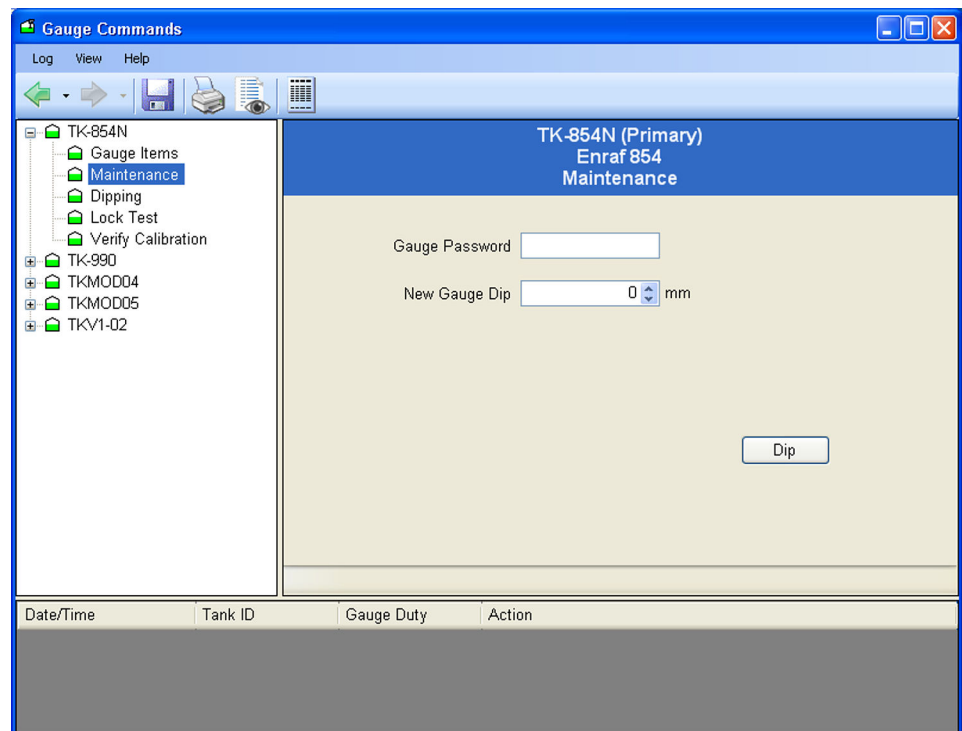 Gauge Commands
Log View Help
TK-854N
Gauge Items
Maintenance
Dipping
Lock Test
Verify Calibration
TK-990
TKMOD04
TKMOD05
TKV1-02
TK-854N (Primary)
Enraf 854
Maintenance
Gauge Password
New Gauge Dip 0 mm
Dip
Date/Time Tank ID Gauge Duty Action